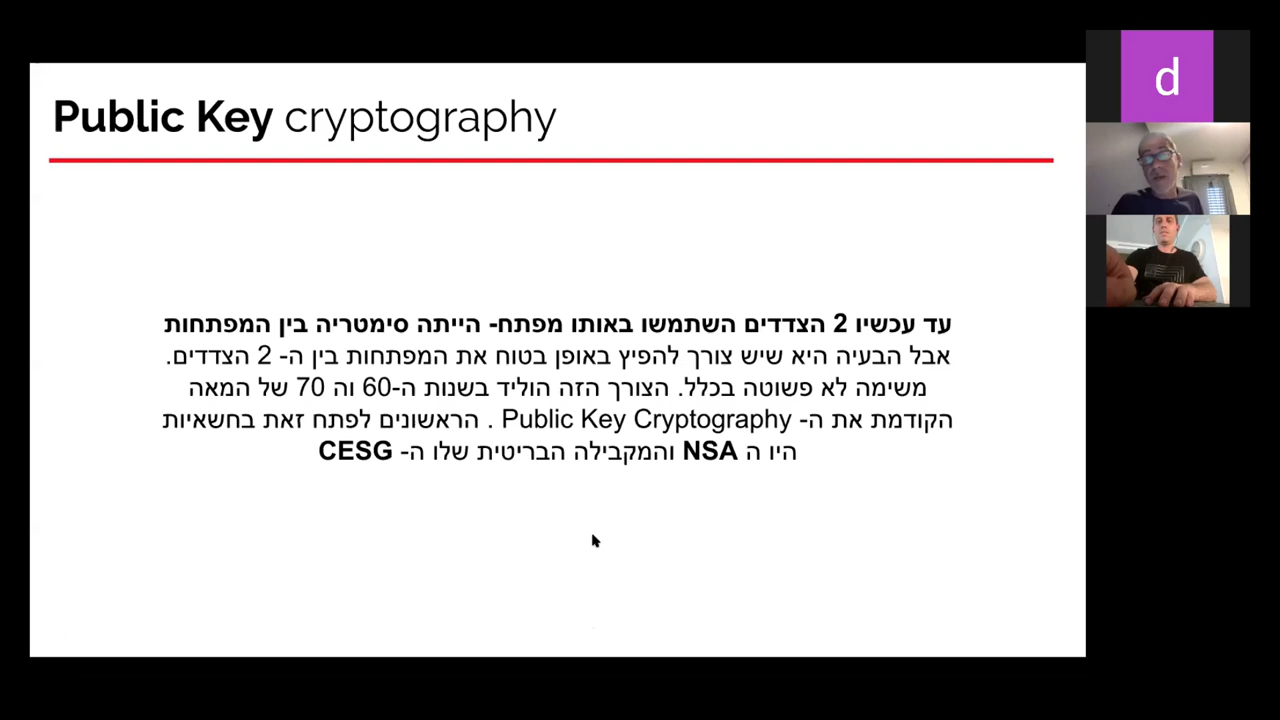 Public Key cryptography
עד עכשיו 2 הצדדים השתמשו באותו מפתח- הייתה סימטריה בין המפתחות
אבל הבעיה היא שיש צורך להפיץ באופן בטוח את המפתחות בין ה- 2 הצדדים.
משימה לא פשוטה בכלל. הצורך הזה הוליד בשנות ה-60 וה 70 של המאה
הקודמת את ה- Public Key Cryptography . הראשונים לפתח זאת בחשאיות
היו ה NSA והמקבילה הבריטית שלו ה- CESG
d